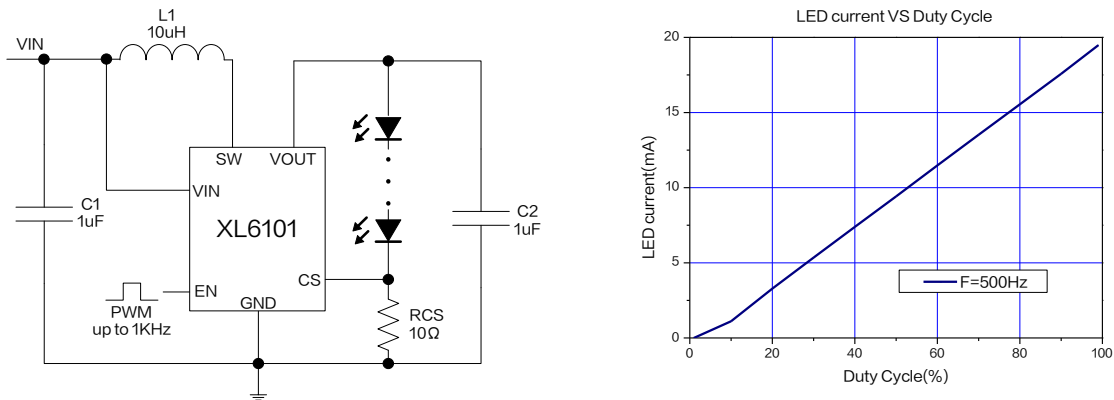 L1
10uH
VIN
SW
VOUT
VIN
C1
1uF
XL6101
C2
1uF
CS
EN
PWM
up to 1KHz
GND
RCS
10Ω
LED current VS Duty Cycle
20
15
10
5
0
LED current(mA)
F=500Hz
0
20
40
60
80
100
Duty Cycle(%)